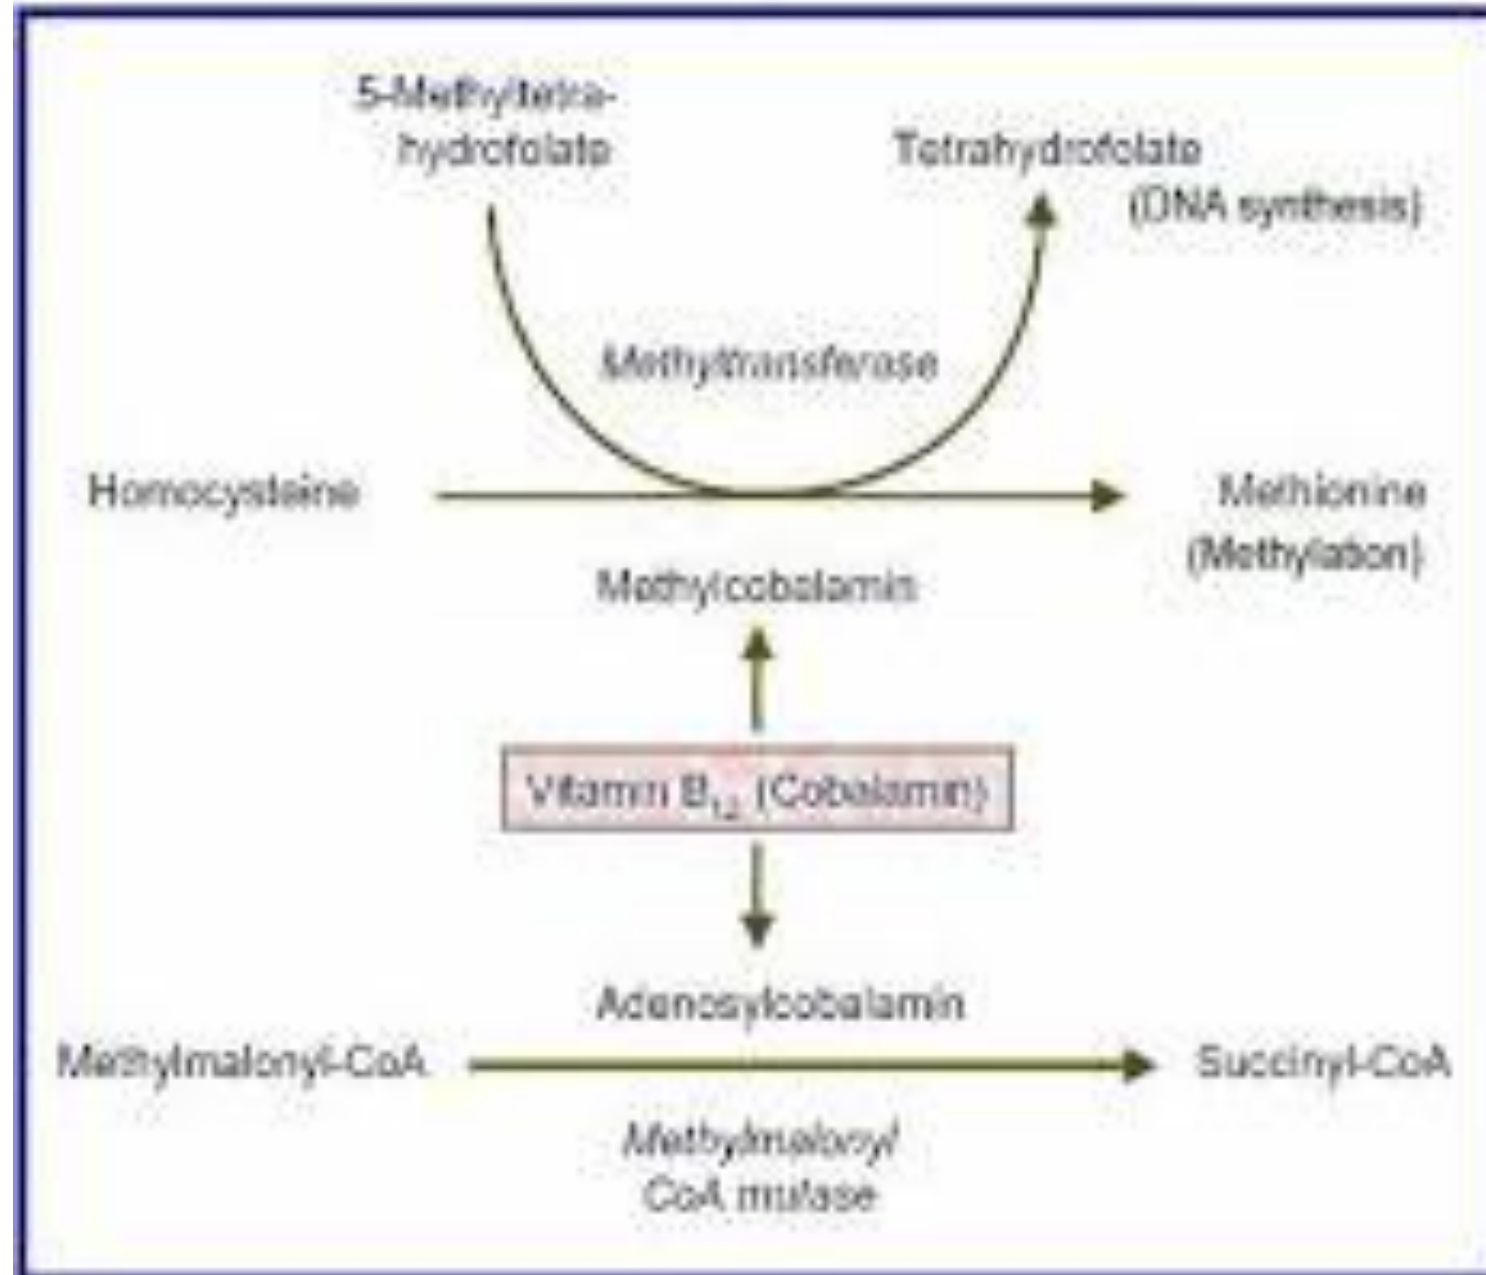 5-Methyltetra-
hydrofolate
Tetrahydrofolate
(DNA synthesis)
Methyltransferase
Homocysteine
Methionine
(Methylation)
Methylcobalamin
Vitamin B₁₂ (Cobalamin)
Adenosylcobalamin
Methylmalonyl-CoA
Succinyl-CoA
Methylmalonyl
CoA mutase